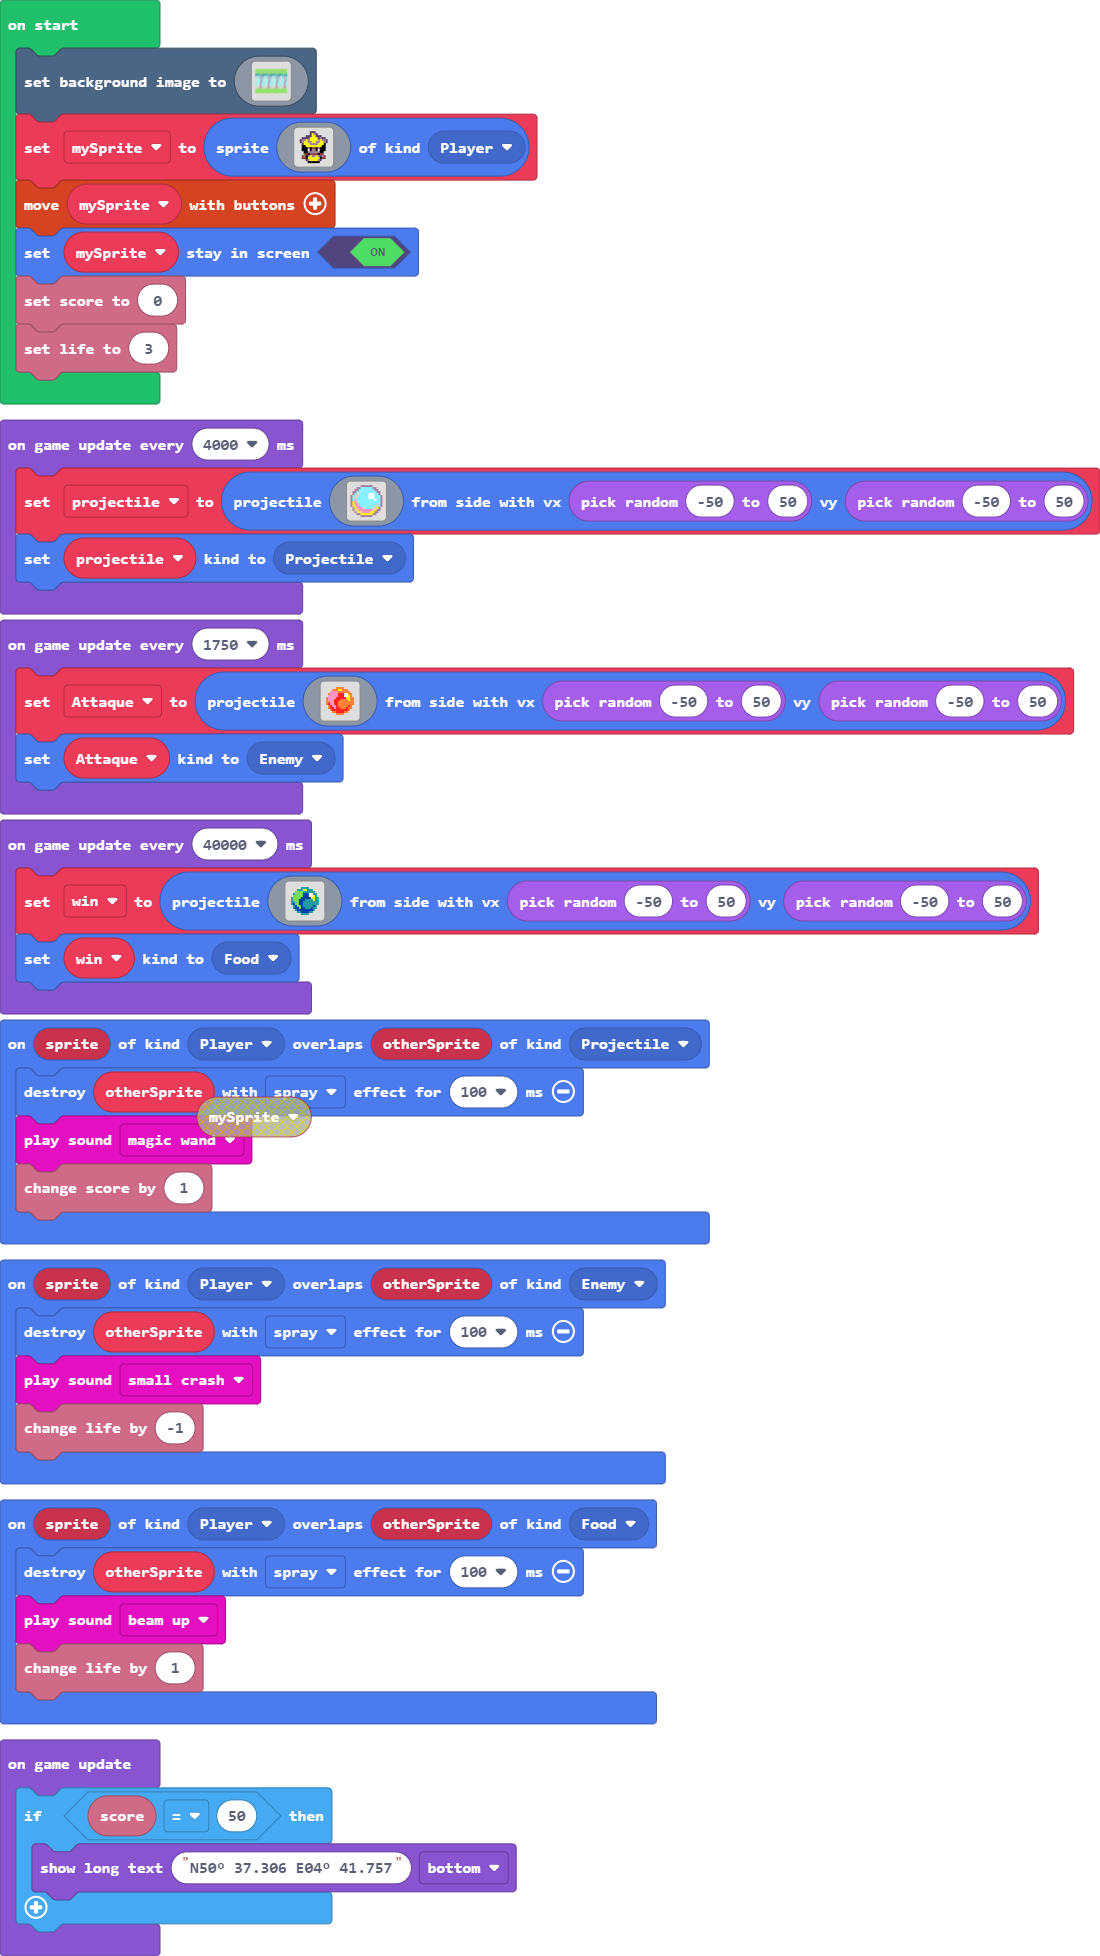 on start
set background image to
set mySprite to sprite of kind Player
move mySprite with buttons
set mySprite stay in screen ON
set score to 0
set life to 3
on game update every 4000 ms
set projectile to projectile from side with vx pick random -50 to 50 vy pick random -50 to 50
set projectile kind to Projectile
on game update every 1750 ms
set Attaque to projectile from side with vx pick random -50 to 50 vy pick random -50 to 50
set Attaque kind to Enemy
on game update every 40000 ms
set win to projectile from side with vx pick random -50 to 50 vy pick random -50 to 50
set win kind to Food
on sprite of kind Player overlaps otherSprite of kind Projectile
destroy otherSprite with spray effect for 100 ms
mySprite
play sound magic wand
change score by 1
on sprite of kind Player overlaps otherSprite of kind Enemy
destroy otherSprite with spray effect for 100 ms
play sound small crash
change life by -1
on sprite of kind Player overlaps otherSprite of kind Food
destroy otherSprite with spray effect for 100 ms
play sound beam up
change life by 1
on game update
if score = 50 then
show long text "N50º 37.306 E04º 41.757" bottom